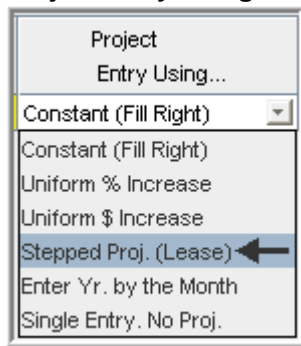 Project
Entry Using...
Constant (Fill Right)
Constant (Fill Right)
Uniform % Increase
Uniform $ Increase
Stepped Proj. (Lease)
Enter Yr. by the Month
Single Entry. No Proj.